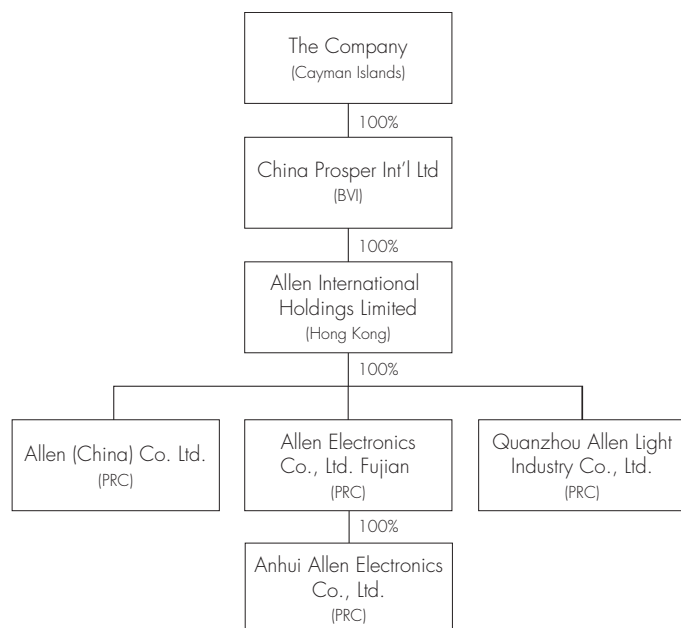 The Company
(Cayman Islands)
100%
China Prosper Int'l Ltd
(BVI)
100%
Allen International
Holdings Limited
(Hong Kong)
100%
Allen (China) Co. Ltd.
(PRC)
Allen Electronics
Co., Ltd. Fujian
(PRC)
Quanzhou Allen Light
Industry Co., Ltd.
(PRC)
100%
Anhui Allen Electronics
Co., Ltd.
(PRC)